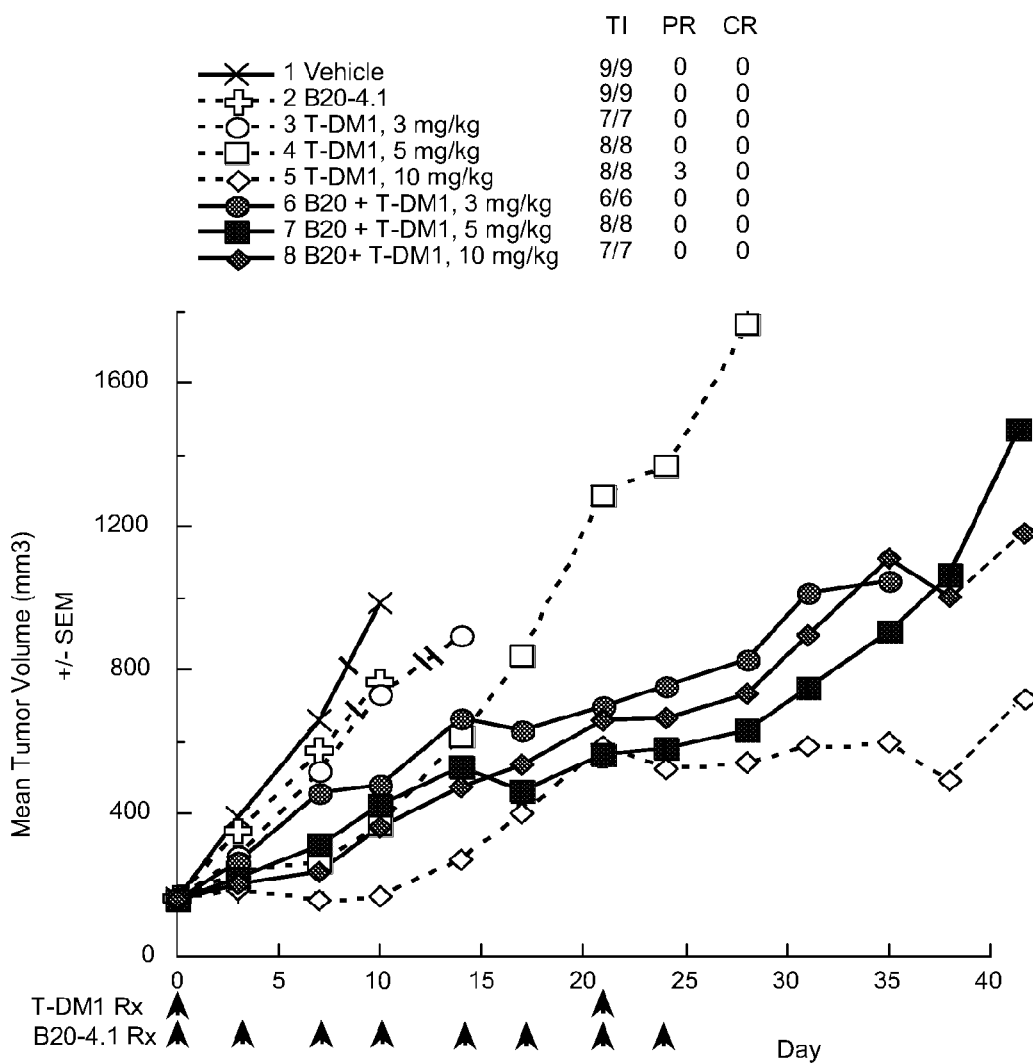 TI PR CR
1 Vehicle 9/9 0 0
2 B20-4.1 9/9 0 0
3 T-DM1, 3 mg/kg 7/7 0 0
4 T-DM1, 5 mg/kg 8/8 0 0
5 T-DM1, 10 mg/kg 8/8 3 0
6 B20 + T-DM1, 3 mg/kg 6/6 0 0
7 B20 + T-DM1, 5 mg/kg 8/8 0 0
8 B20+ T-DM1, 10 mg/kg 7/7 0 0
Mean Tumor Volume (mm3)
+/- SEM
1600
1200
800
400
0
0 5 10 15 20 25 30 35 40
T-DM1 Rx
B20-4.1 Rx
Day